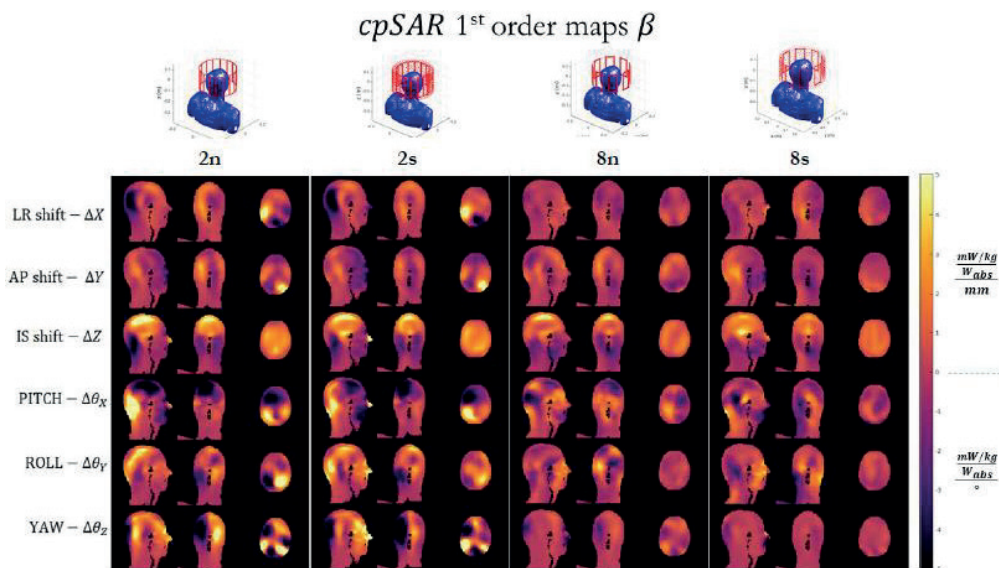 cpSAR 1st order maps β
2n 2s 8n 8s
LR shift − ΔX
AP shift − ΔY
IS shift − ΔZ
PITCH − Δθ_X
ROLL − Δθ_Y
YAW − Δθ_Z
mW/kg
W_abs
mm
0
mW/kg
W_abs
°